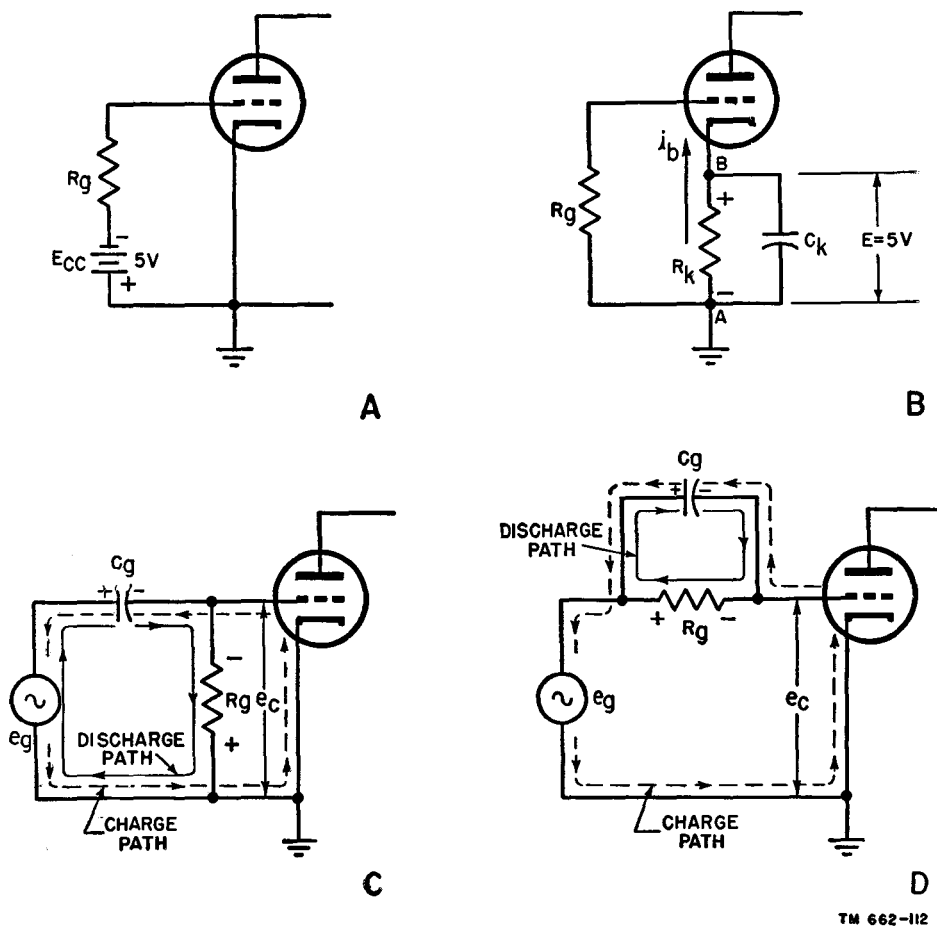 Rg
- 
ECC 5V
+
A
ib
B
+
Rg
Rk
Ck
E=5V
-
A
B
Cg
+ -
-
Rg
ec
+
eg
DISCHARGE
PATH
CHARGE
PATH
C
Cg
+ -
DISCHARGE
PATH
+ Rg -
eg
ec
CHARGE
PATH
D
TM 662-112